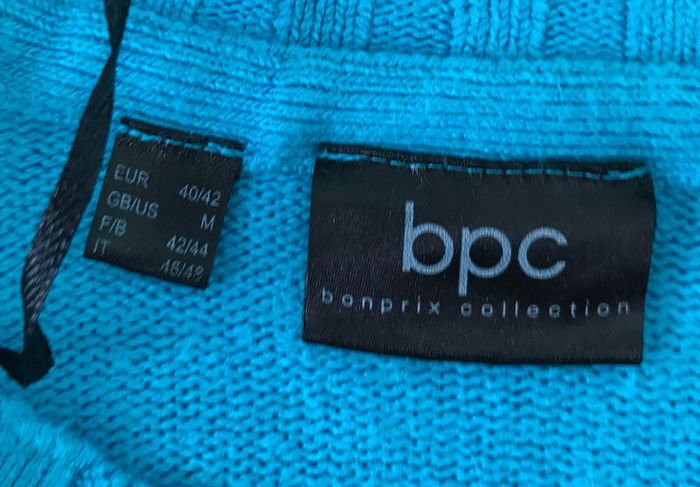 EUR 40/42
GB/US M
F/B 42/44
IT 46/48
bpc
bonprix collection